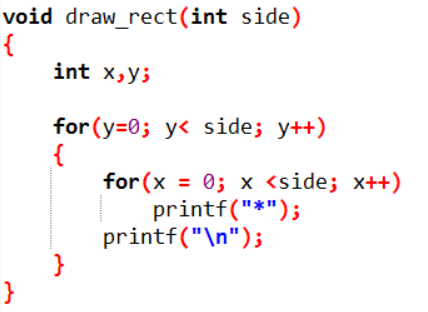 void draw_rect(int side)
{
    int x,y;

    for(y=0; y< side; y++)
    {
        for(x = 0; x <side; x++)
            printf("*");
        printf("\n");
    }
}